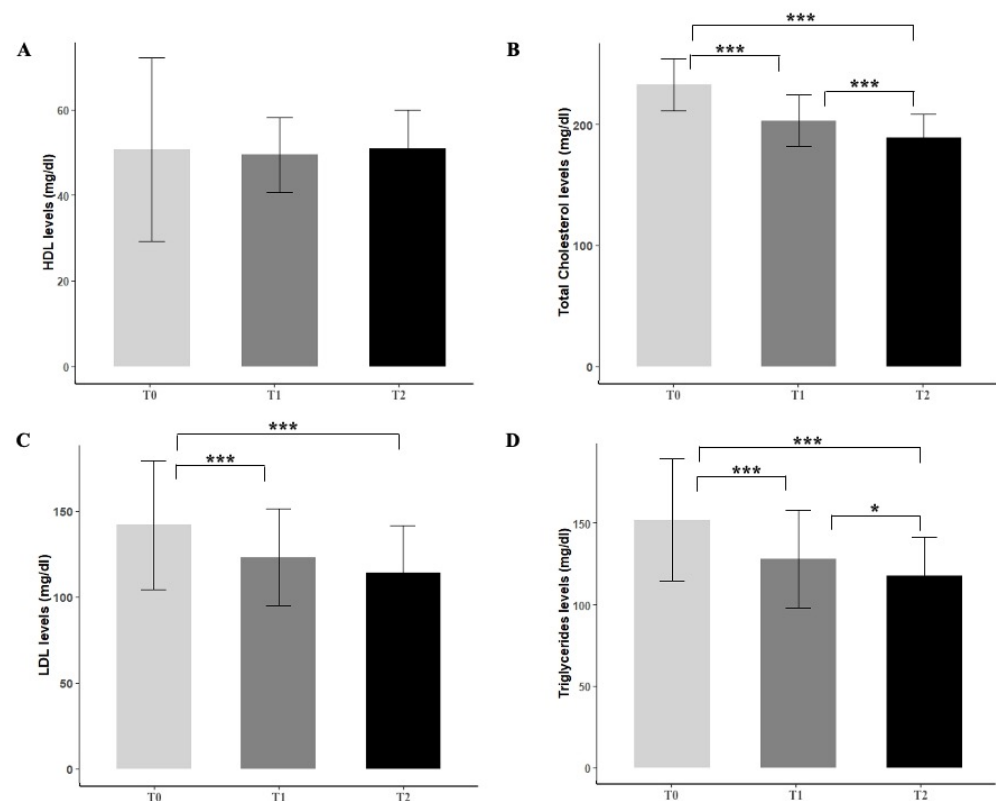 A
HDL levels (mg/dl)
60
40
20
0
T0 T1 T2
B
***
***
***
Total Cholesterol levels (mg/dl)
200
100
0
T0 T1 T2
C
***
***
LDL levels (mg/dl)
150
100
50
0
T0 T1 T2
D
***
***
*
Triglycerides levels (mg/dl)
150
100
50
0
T0 T1 T2